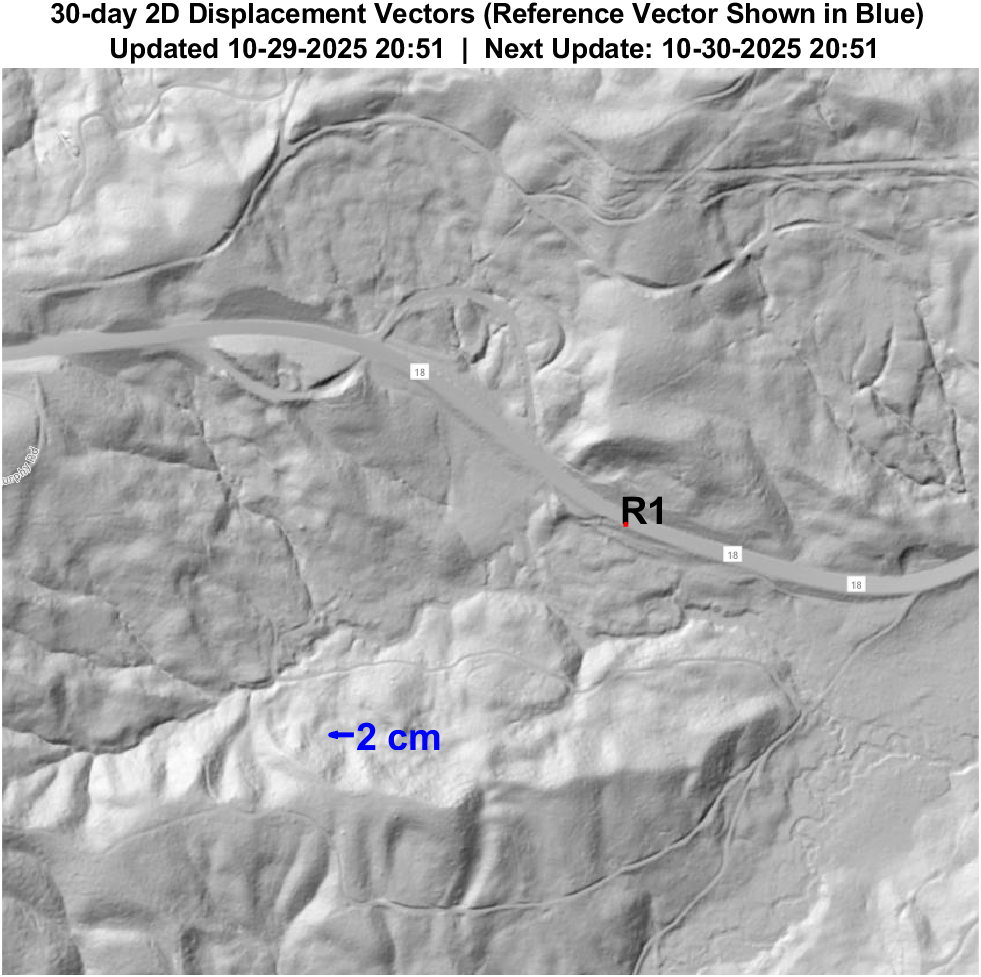 30-day 2D Displacement Vectors (Reference Vector Shown in Blue)
Updated 10-29-2025 20:51 | Next Update: 10-30-2025 20:51
18
R1
18
18
2 cm